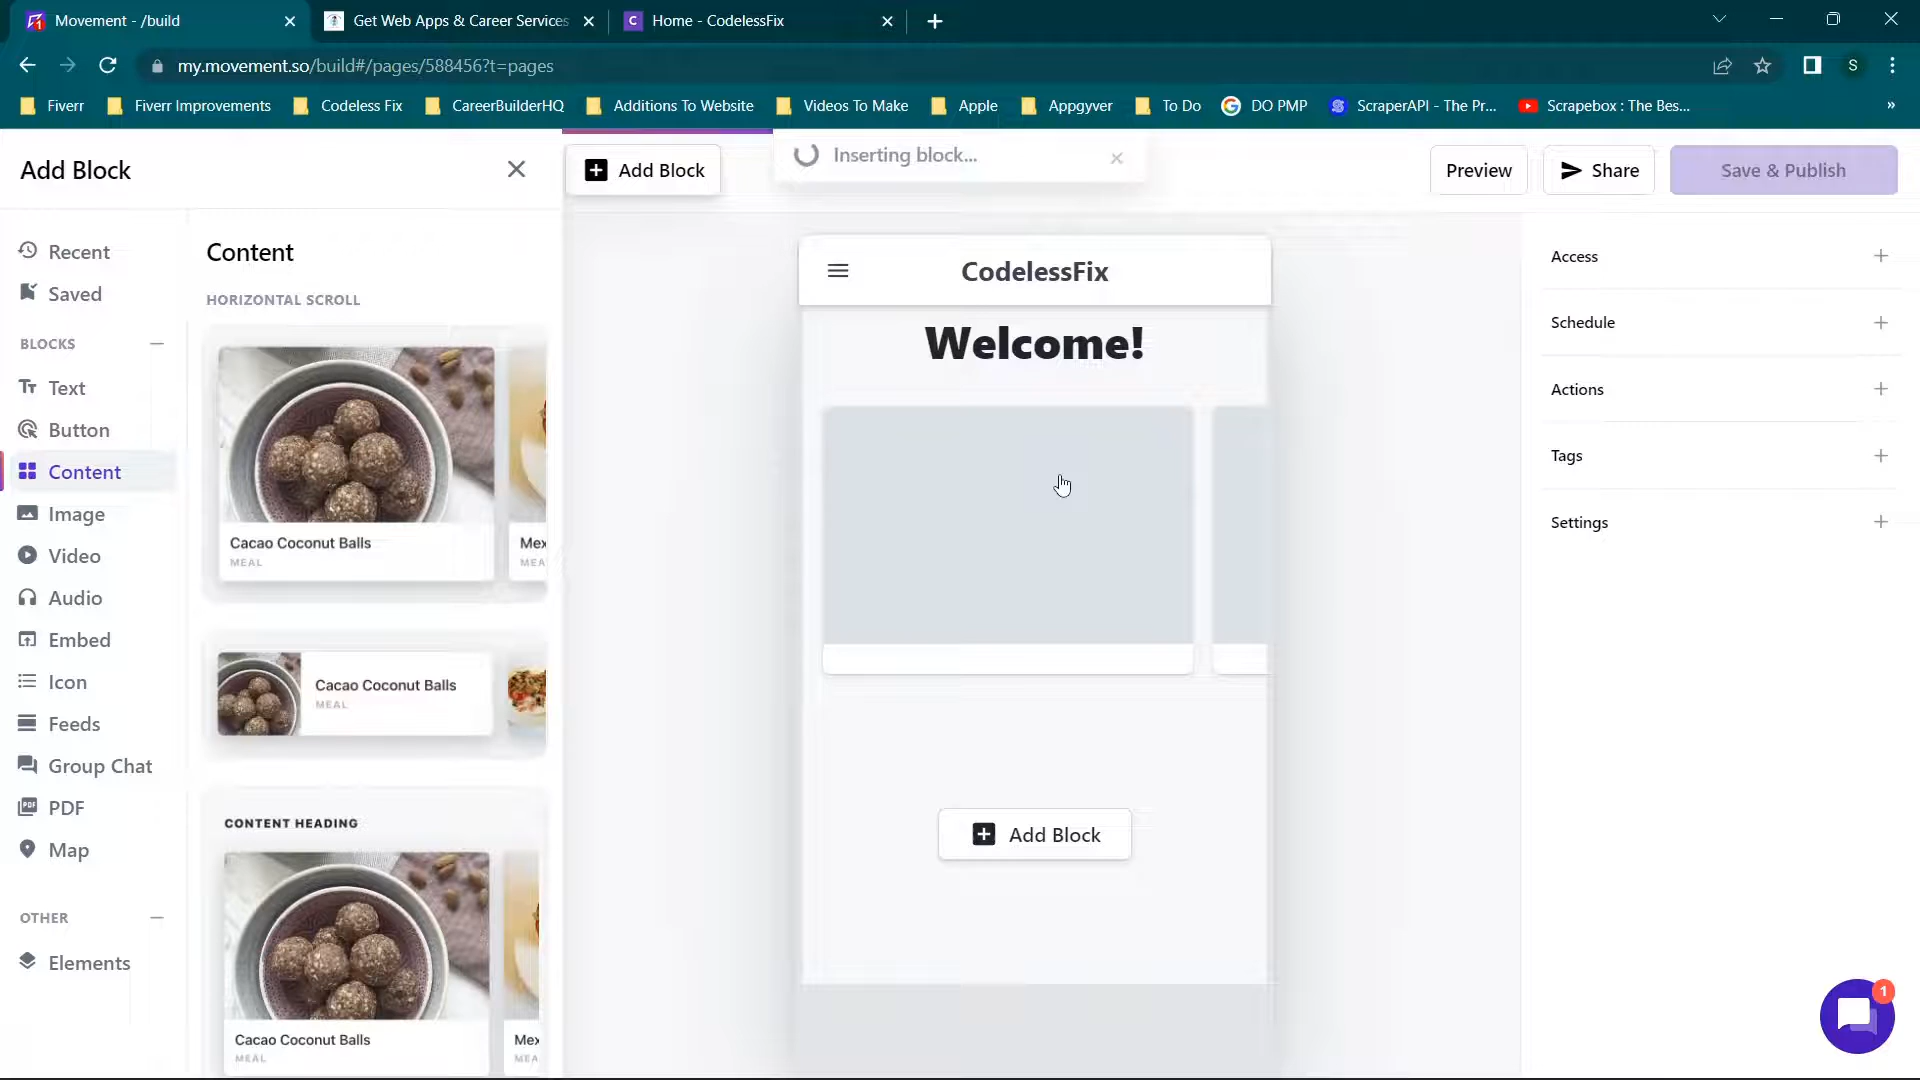 Movement - /build
Get Web Apps & Career Services
Home - CodelessFix
my.movement.so/build#/pages/588456?t=pages
S
Fiverr
Fiverr Improvements
Codeless Fix
CareerBuilderHQ
Additions To Website
Videos To Make
Apple
Appgyver
To Do
DO PMP
ScraperAPI - The Pr...
Scrapebox : The Bes...
Add Block
Add Block
Inserting block...
Preview
Share
Save & Publish
Recent
Saved
BLOCKS
Text
Button
Content
Image
Video
Audio
Embed
Icon
Feeds
Group Chat
PDF
Map
OTHER
Elements
Content
HORIZONTAL SCROLL
Cacao Coconut Balls
MEAL
Mex
MEA
Cacao Coconut Balls
MEAL
CONTENT HEADING
Cacao Coconut Balls
MEAL
Mex
MEA
CodelessFix
Welcome!
Add Block
Access
Schedule
Actions
Tags
Settings
1